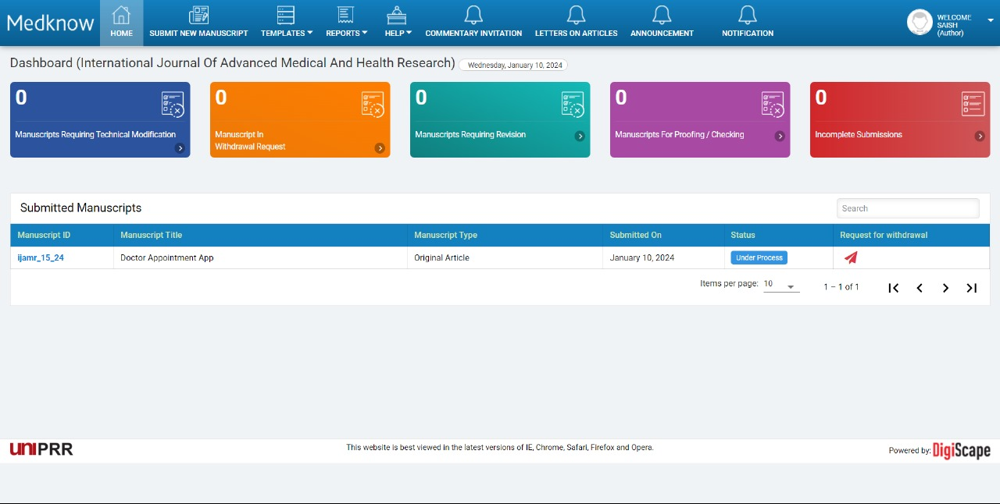 Medknow
HOME
SUBMIT NEW MANUSCRIPT
TEMPLATES
REPORTS
HELP
COMMENTARY INVITATION
LETTERS ON ARTICLES
ANNOUNCEMENT
NOTIFICATION
WELCOME
SAISH
(Author)
Dashboard (International Journal Of Advanced Medical And Health Research) Wednesday, January 10, 2024
0
Manuscripts Requiring Technical Modification
0
Manuscript In
Withdrawal Request
0
Manuscripts Requiring Revision
0
Manuscripts For Proofing / Checking
0
Incomplete Submissions
Submitted Manuscripts
Search
Manuscript ID Manuscript Title Manuscript Type Submitted On Status Request for withdrawal
ijamr_15_24 Doctor Appointment App Original Article January 10, 2024 Under Process
Items per page: 10 1 – 1 of 1
UNIPRR
This website is best viewed in the latest versions of IE, Chrome, Safari, Firefox and Opera.
Powered by: DigiScape